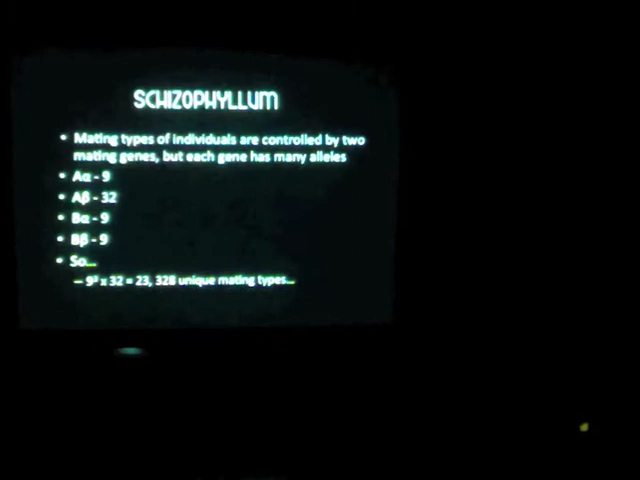 SCHIZOPHYLLUM
• Mating types of individuals are controlled by two
mating genes, but each gene has many alleles
• Aα - 9
• Aβ - 32
• Bα - 9
• Bβ - 9
• So...
– 9³ x 32 = 23, 328 unique mating types...